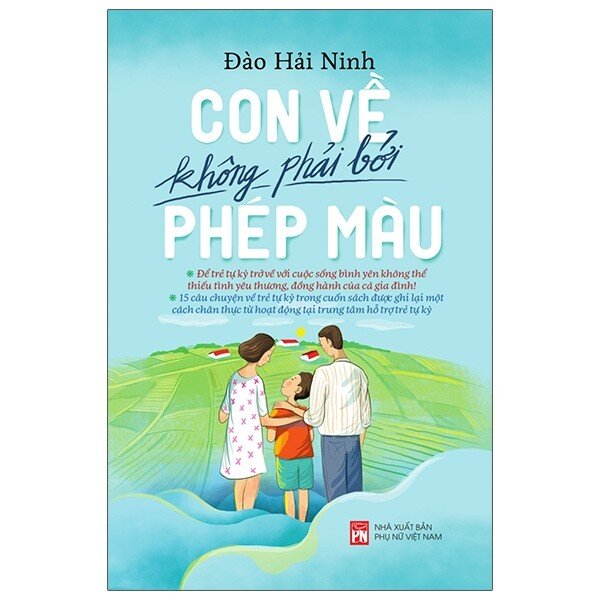 Đào Hải Ninh
CON VỀ
không phải bởi
PHÉP MÀU
* Để trẻ tự kỷ trở về với cuộc sống bình yên không thể
thiếu tình yêu thương, đồng hành của cả gia đình!
* 15 câu chuyện về trẻ tự kỷ trong cuốn sách được ghi lại một
cách chân thực từ hoạt động tại trung tâm hỗ trợ trẻ tự kỷ
PN
NHÀ XUẤT BẢN
PHỤ NỮ VIỆT NAM